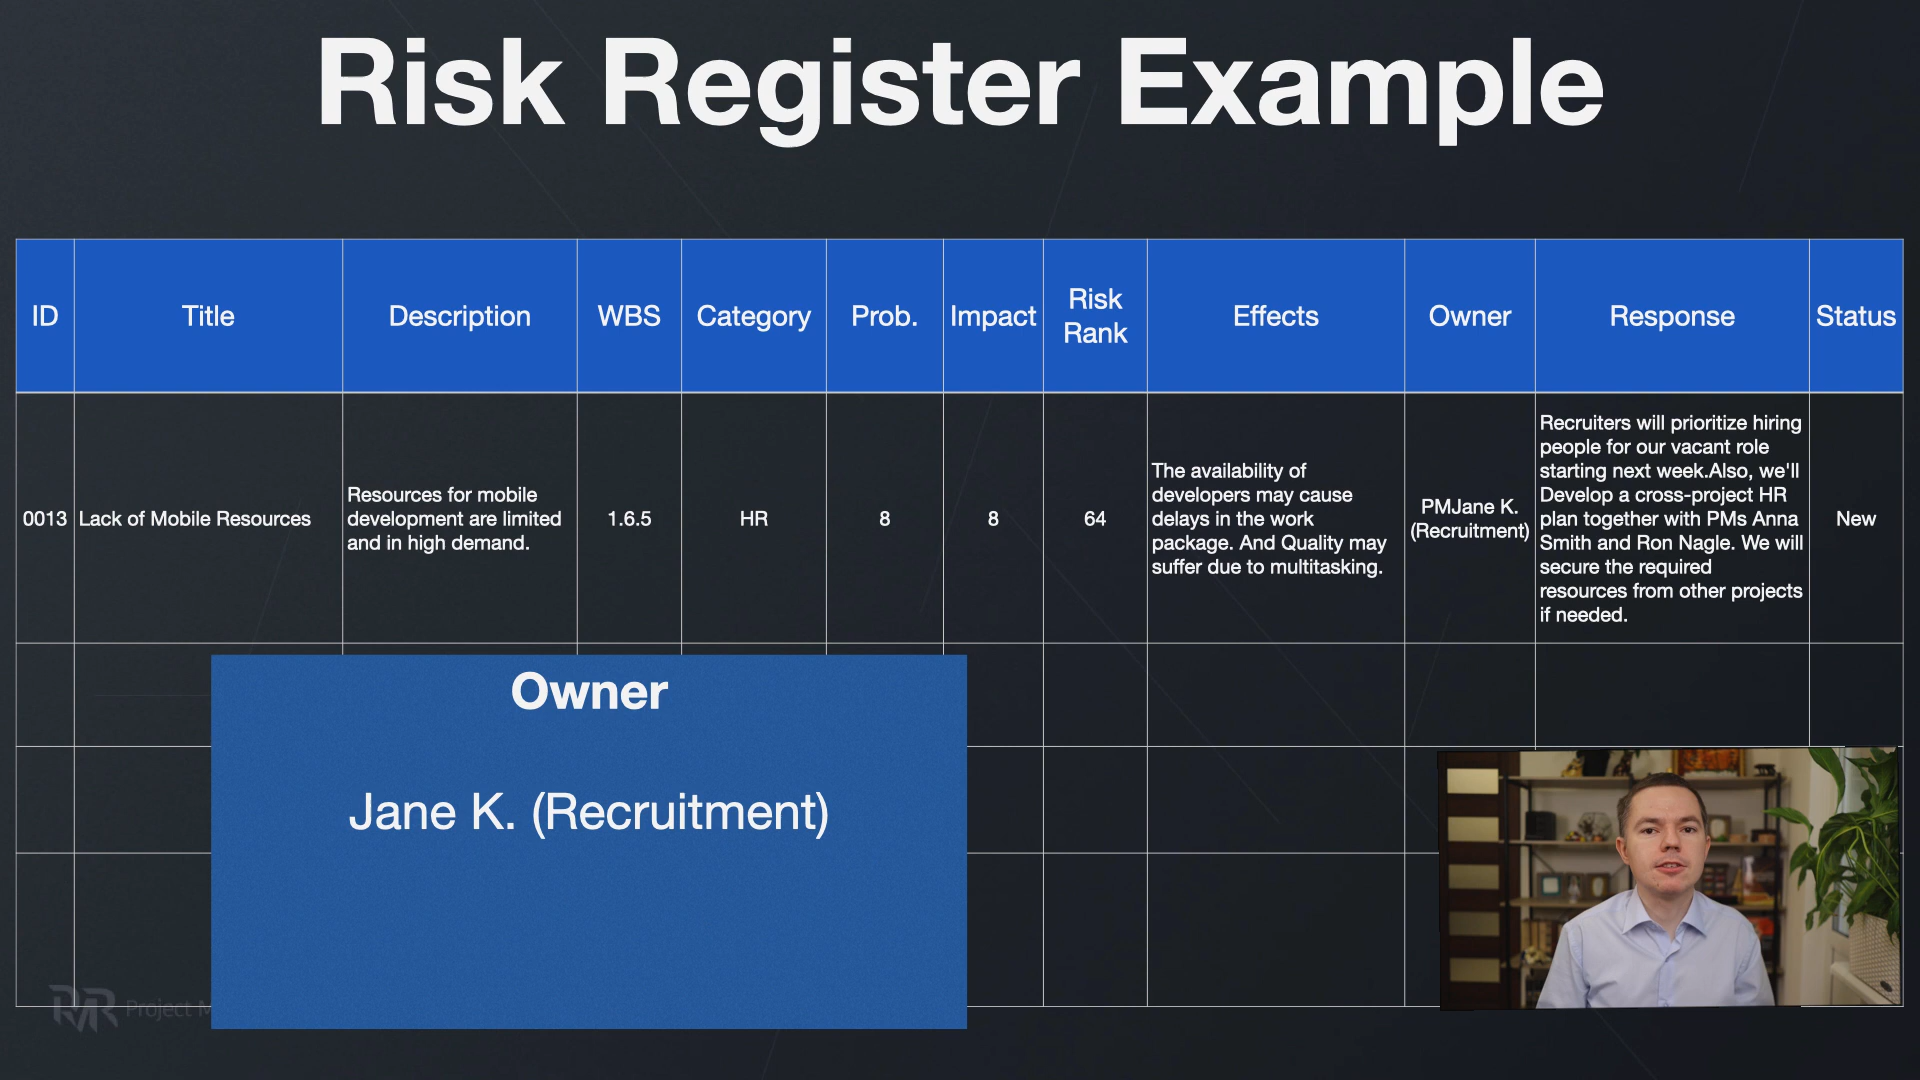 Risk Register Example
ID
Title
Description
WBS
Category
Prob.
Impact
Risk
Rank
Effects
Owner
Response
Status
0013
Lack of Mobile Resources
Resources for mobile
development are limited
and in high demand.
1.6.5
HR
8
8
64
The availability of
developers may cause
delays in the work
package. And Quality may
suffer due to multitasking.
PMJane K.
(Recruitment)
Recruiters will prioritize hiring
people for our vacant role
starting next week.Also, we'll
Develop a cross-project HR
plan together with PMs Anna
Smith and Ron Nagle. We will
secure the required
resources from other projects
if needed.
New
Owner
Jane K. (Recruitment)
Project